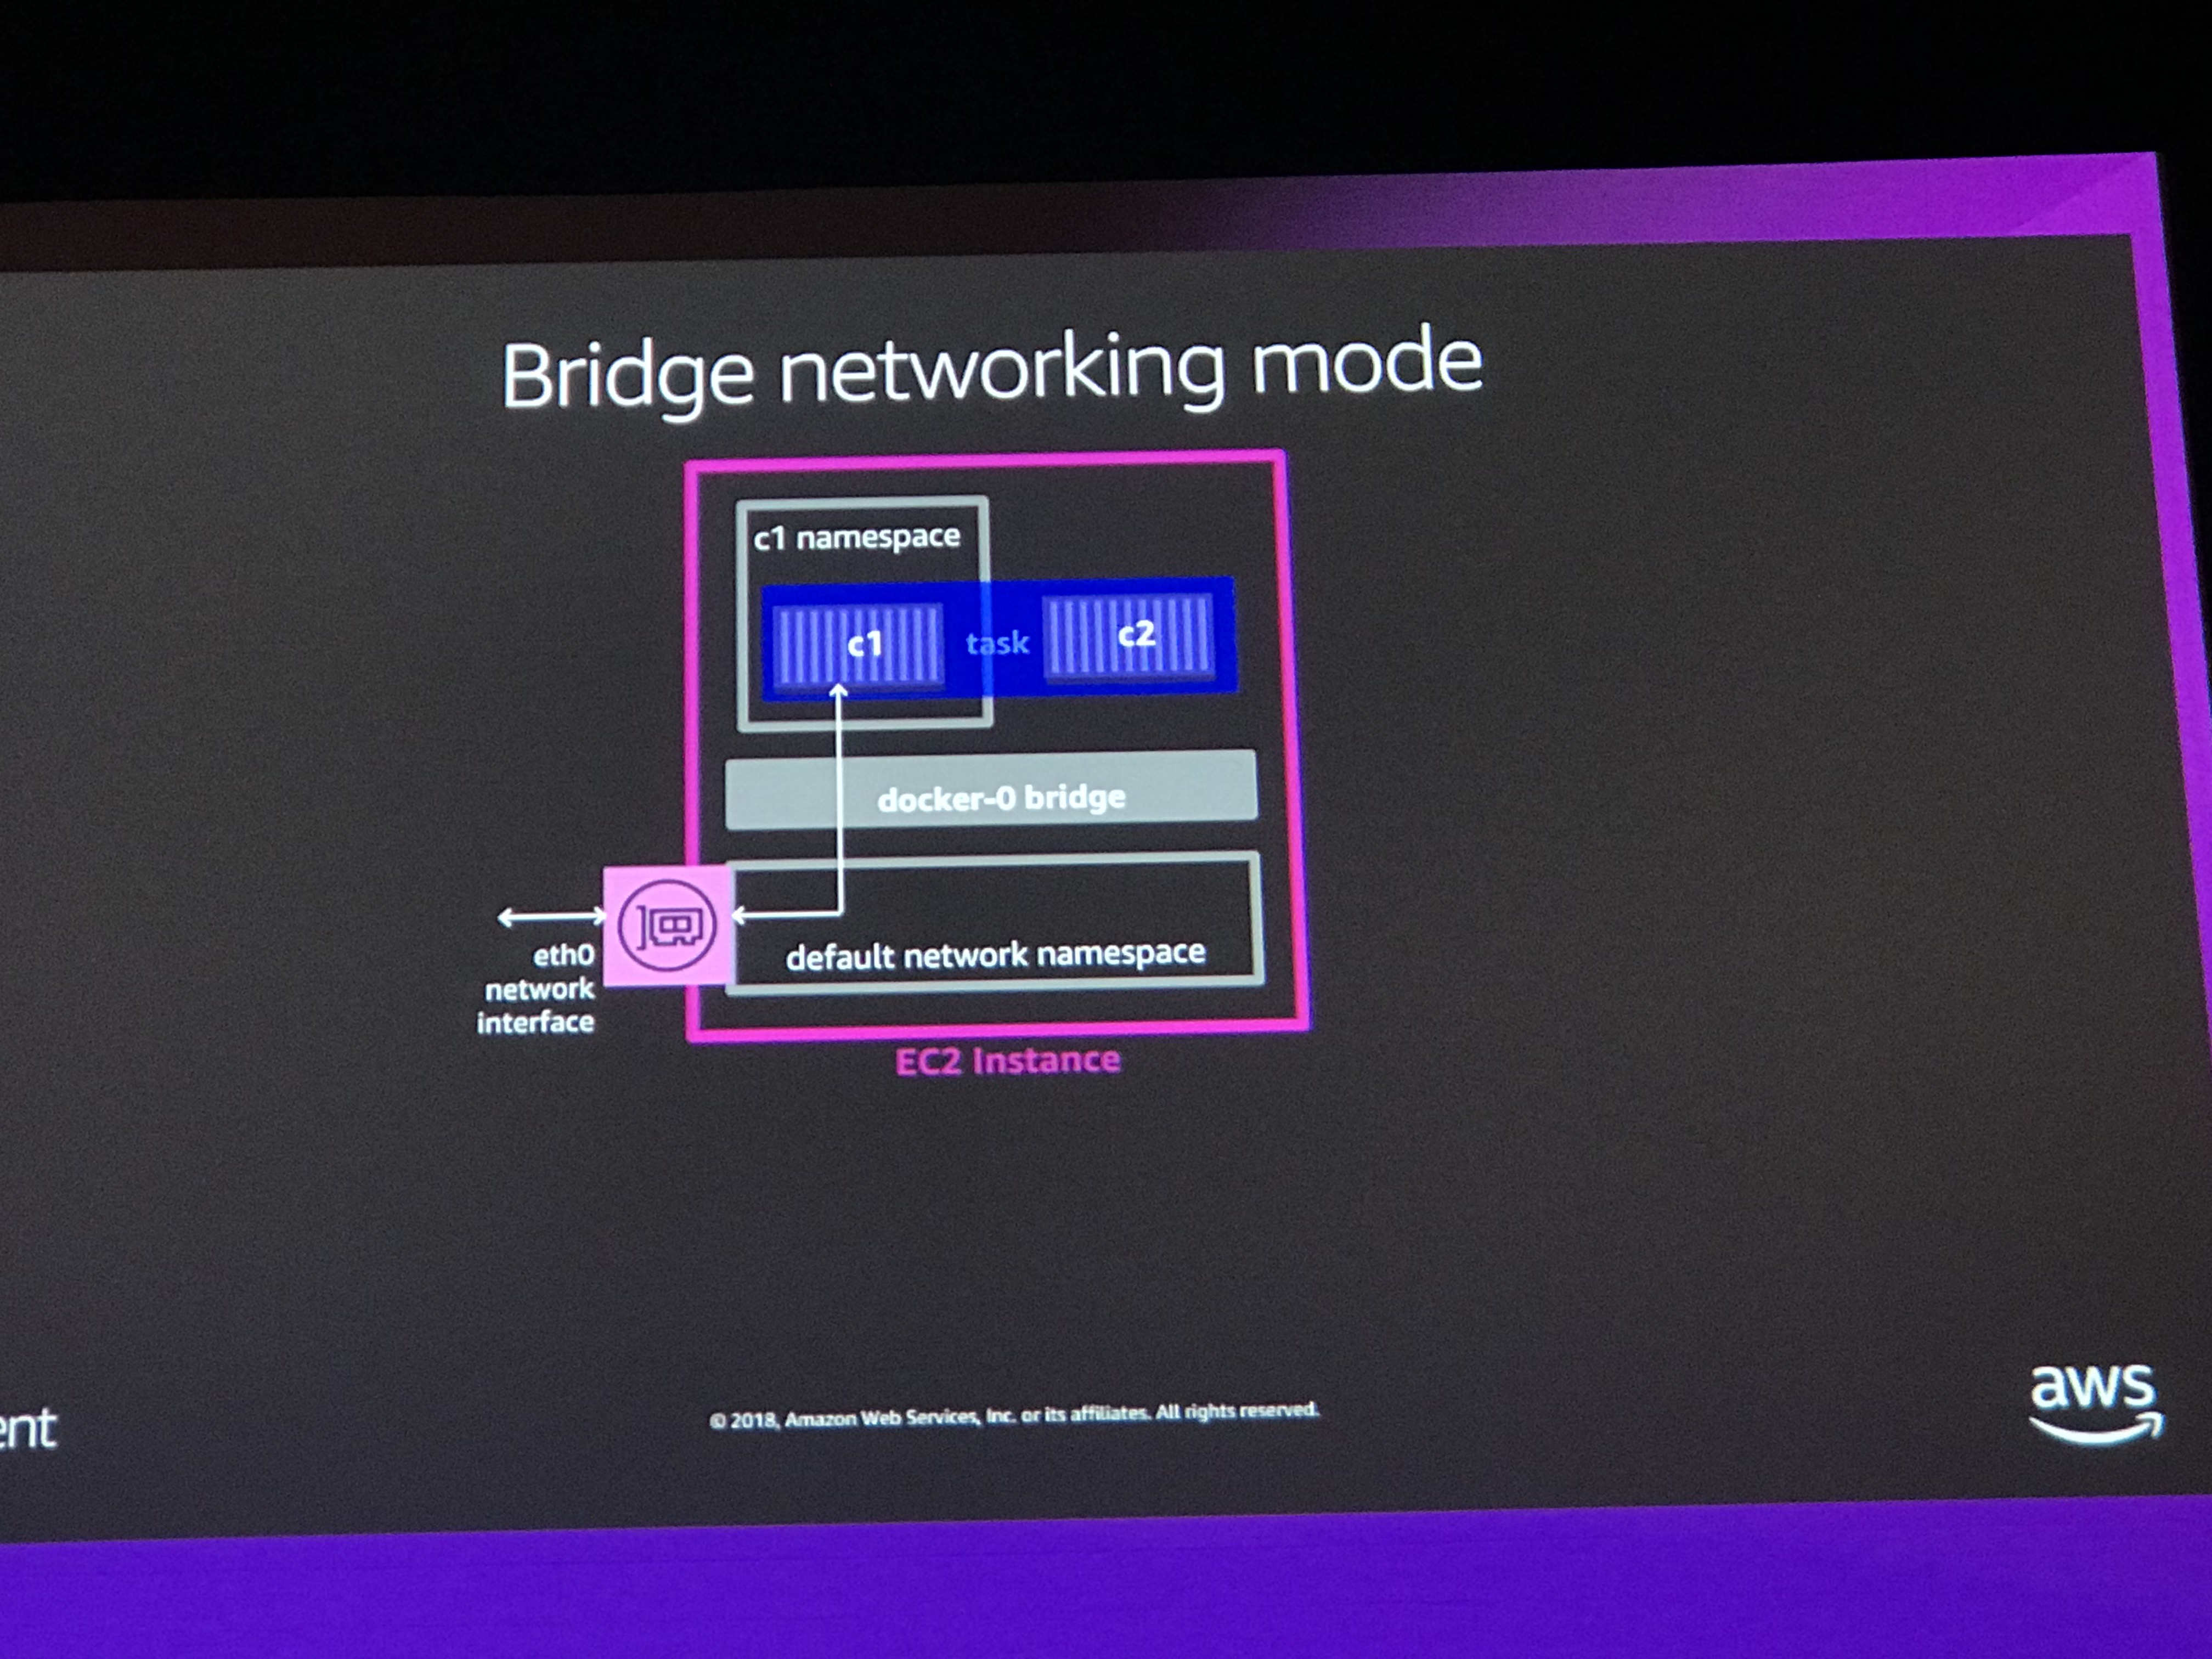 Bridge networking mode
c1 namespace
c1
task
c2
docker-0 bridge
default network namespace
eth0
network
interface
EC2 Instance
ent
© 2018, Amazon Web Services, Inc. or its affiliates. All rights reserved.
aws